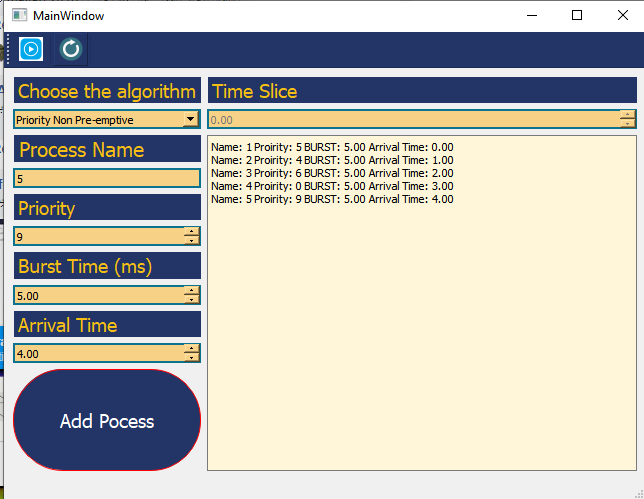 MainWindow
Choose the algorithm
Time Slice
Priority Non Pre-emptive
0.00
Process Name
5
Priority
9
Burst Time (ms)
5.00
Arrival Time
4.00
Add Pocess
Name: 1 Proirity: 5 BURST: 5.00 Arrival Time: 0.00
Name: 2 Proirity: 4 BURST: 5.00 Arrival Time: 1.00
Name: 3 Proirity: 6 BURST: 5.00 Arrival Time: 2.00
Name: 4 Proirity: 0 BURST: 5.00 Arrival Time: 3.00
Name: 5 Proirity: 9 BURST: 5.00 Arrival Time: 4.00